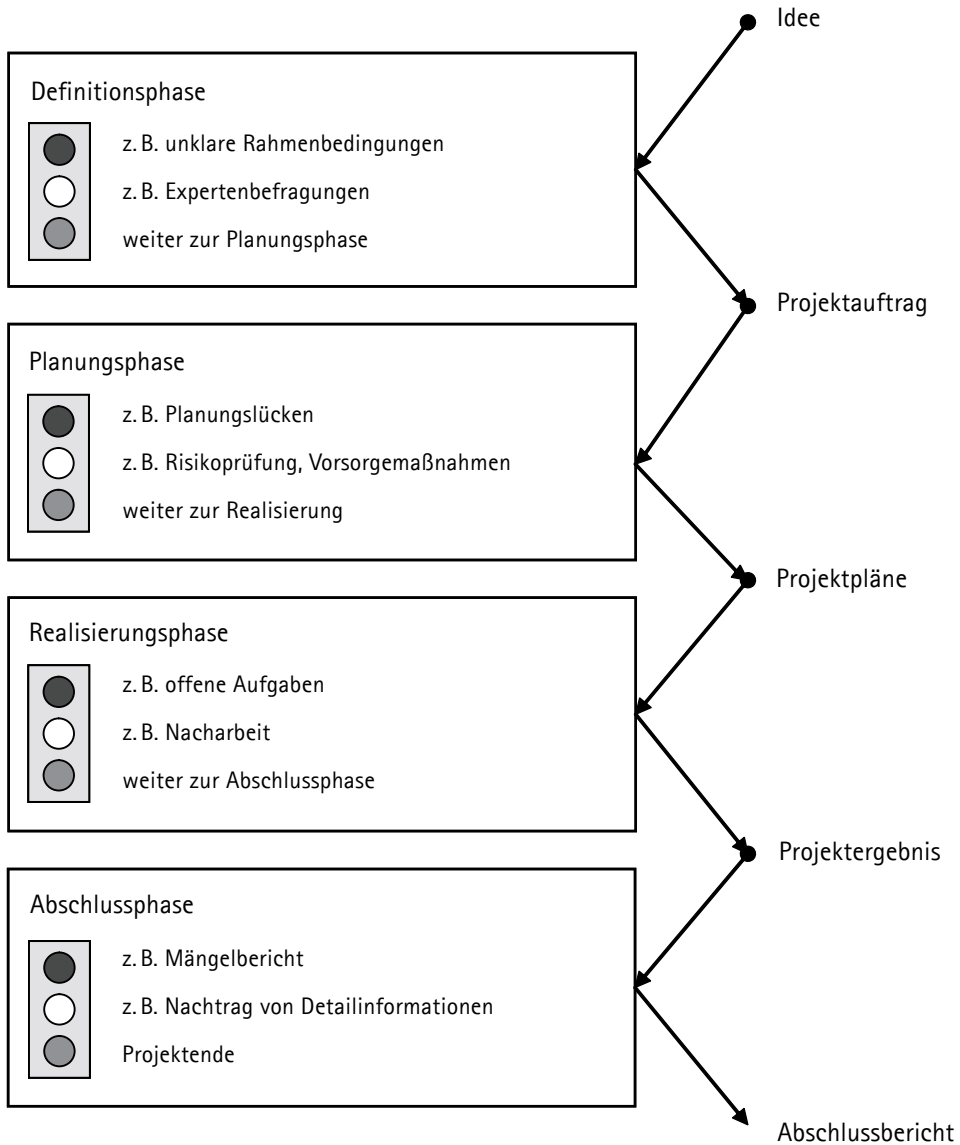 Idee
Definitionsphase
z. B. unklare Rahmenbedingungen
z. B. Expertenbefragungen
weiter zur Planungsphase
Projektauftrag
Planungsphase
z. B. Planungslücken
z. B. Risikoprüfung, Vorsorgemaßnahmen
weiter zur Realisierung
Projektpläne
Realisierungsphase
z. B. offene Aufgaben
z. B. Nacharbeit
weiter zur Abschlussphase
Projektergebnis
Abschlussphase
z. B. Mängelbericht
z. B. Nachtrag von Detailinformationen
Projektende
Abschlussbericht